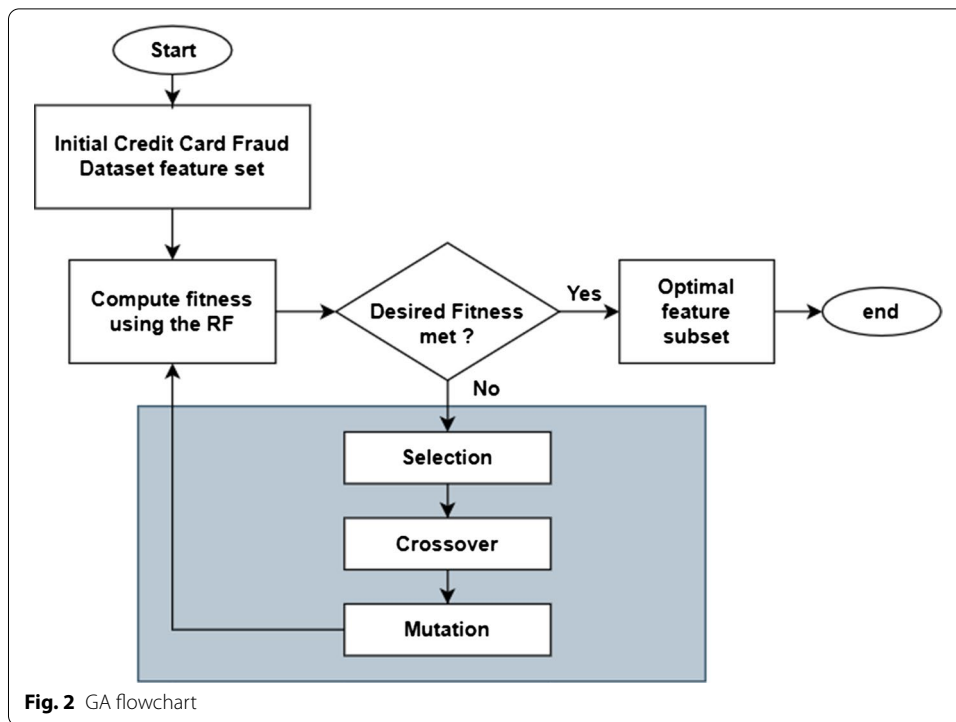 Start
Initial Credit Card Fraud
Dataset feature set
Compute fitness
using the RF
Desired Fitness
met ?
Yes
Optimal
feature
subset
end
No
Selection
Crossover
Mutation
Fig. 2 GA flowchart